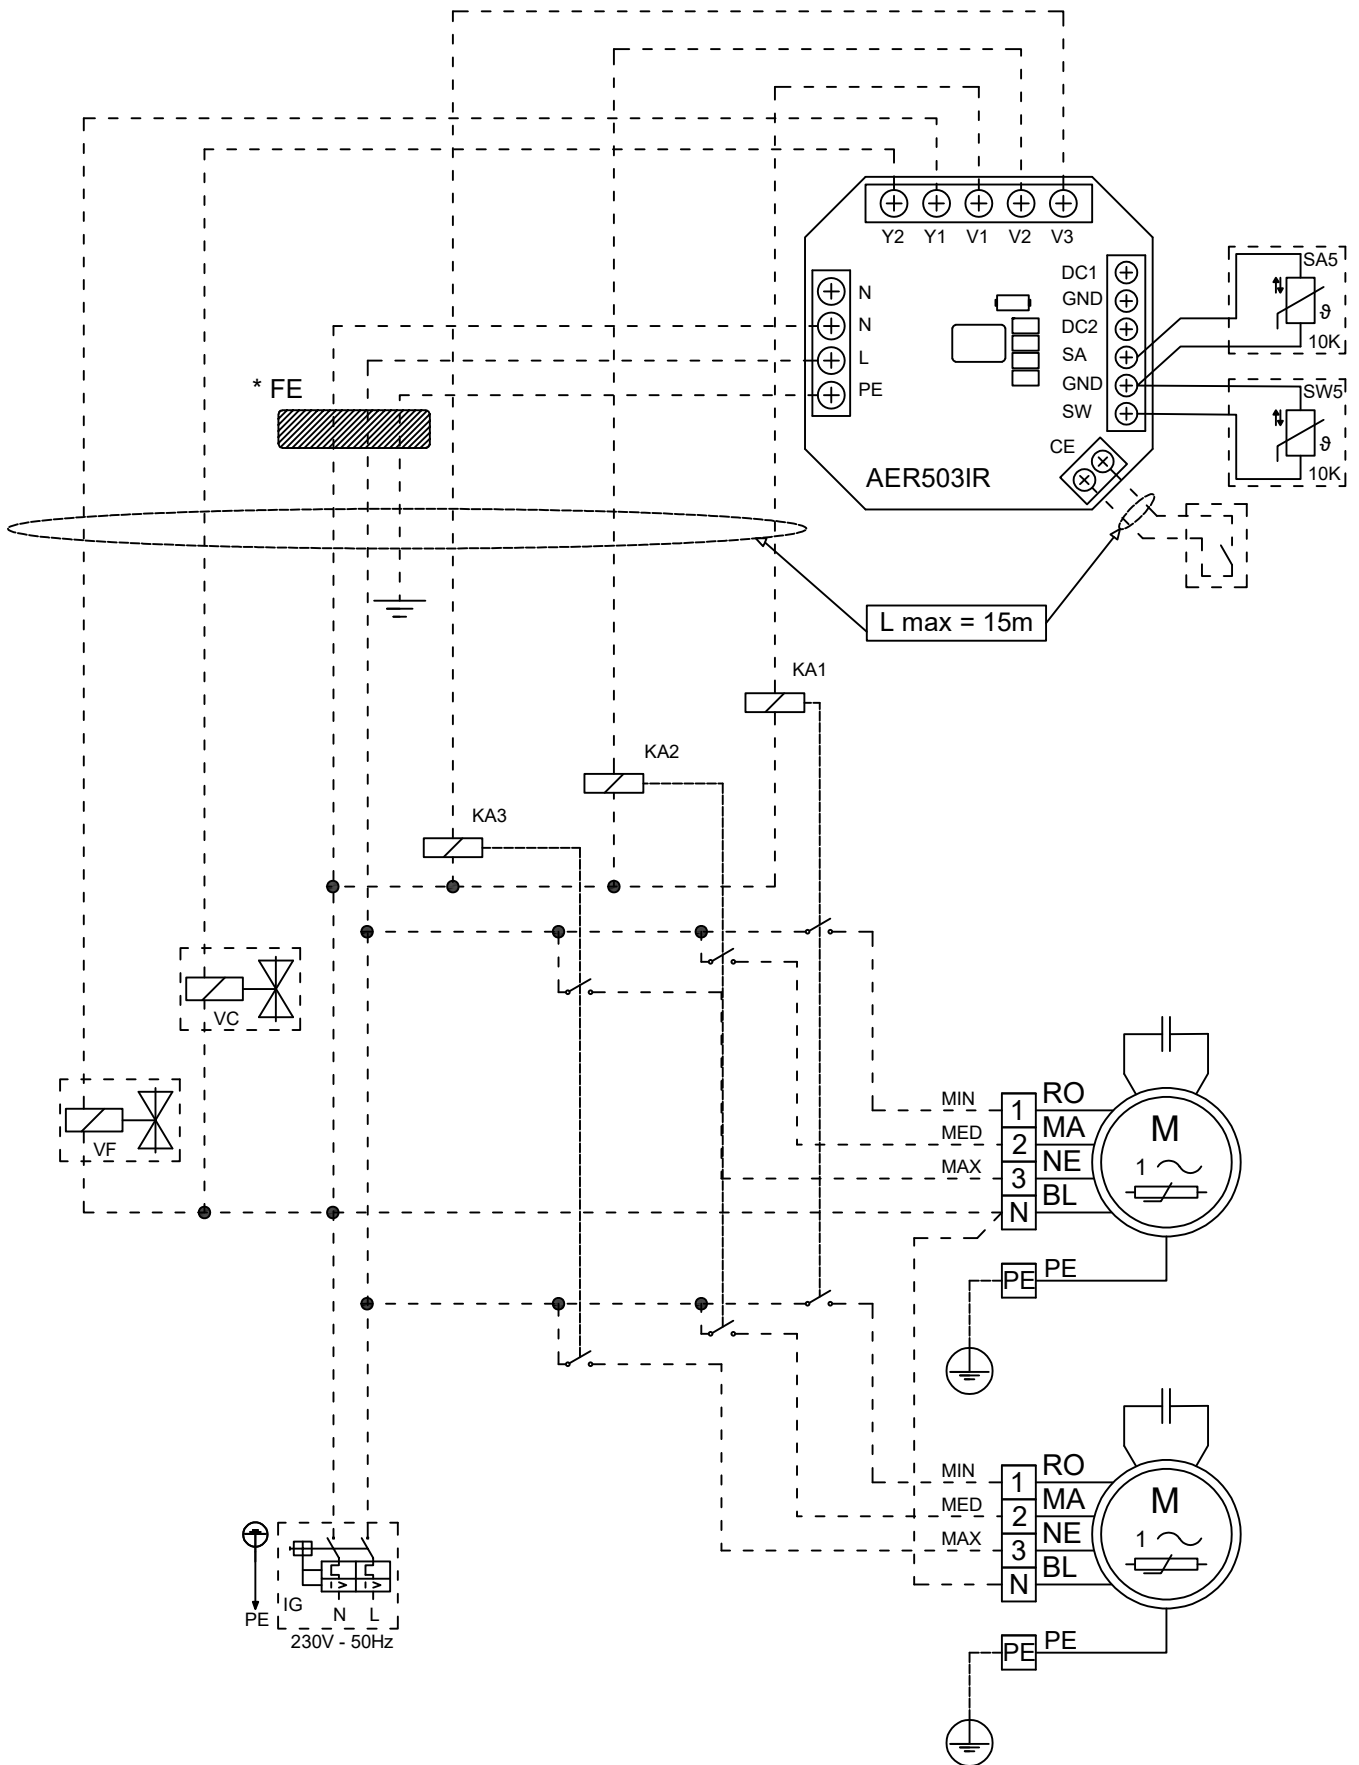 Y2 Y1 V1 V2 V3
DC1
GND
DC2
SA
GND
SW
N
N
L
PE
CE
AER503IR
SA5
ϑ
10K
SW5
ϑ
10K
* FE
L max = 15m
KA1
KA2
KA3
VC
VF
MIN 1 RO
MED 2 MA
MAX 3 NE
N BL
M
1
PE PE
MIN 1 RO
MED 2 MA
MAX 3 NE
N BL
M
1
PE PE
PE
IG
I> I>
N L
230V - 50Hz